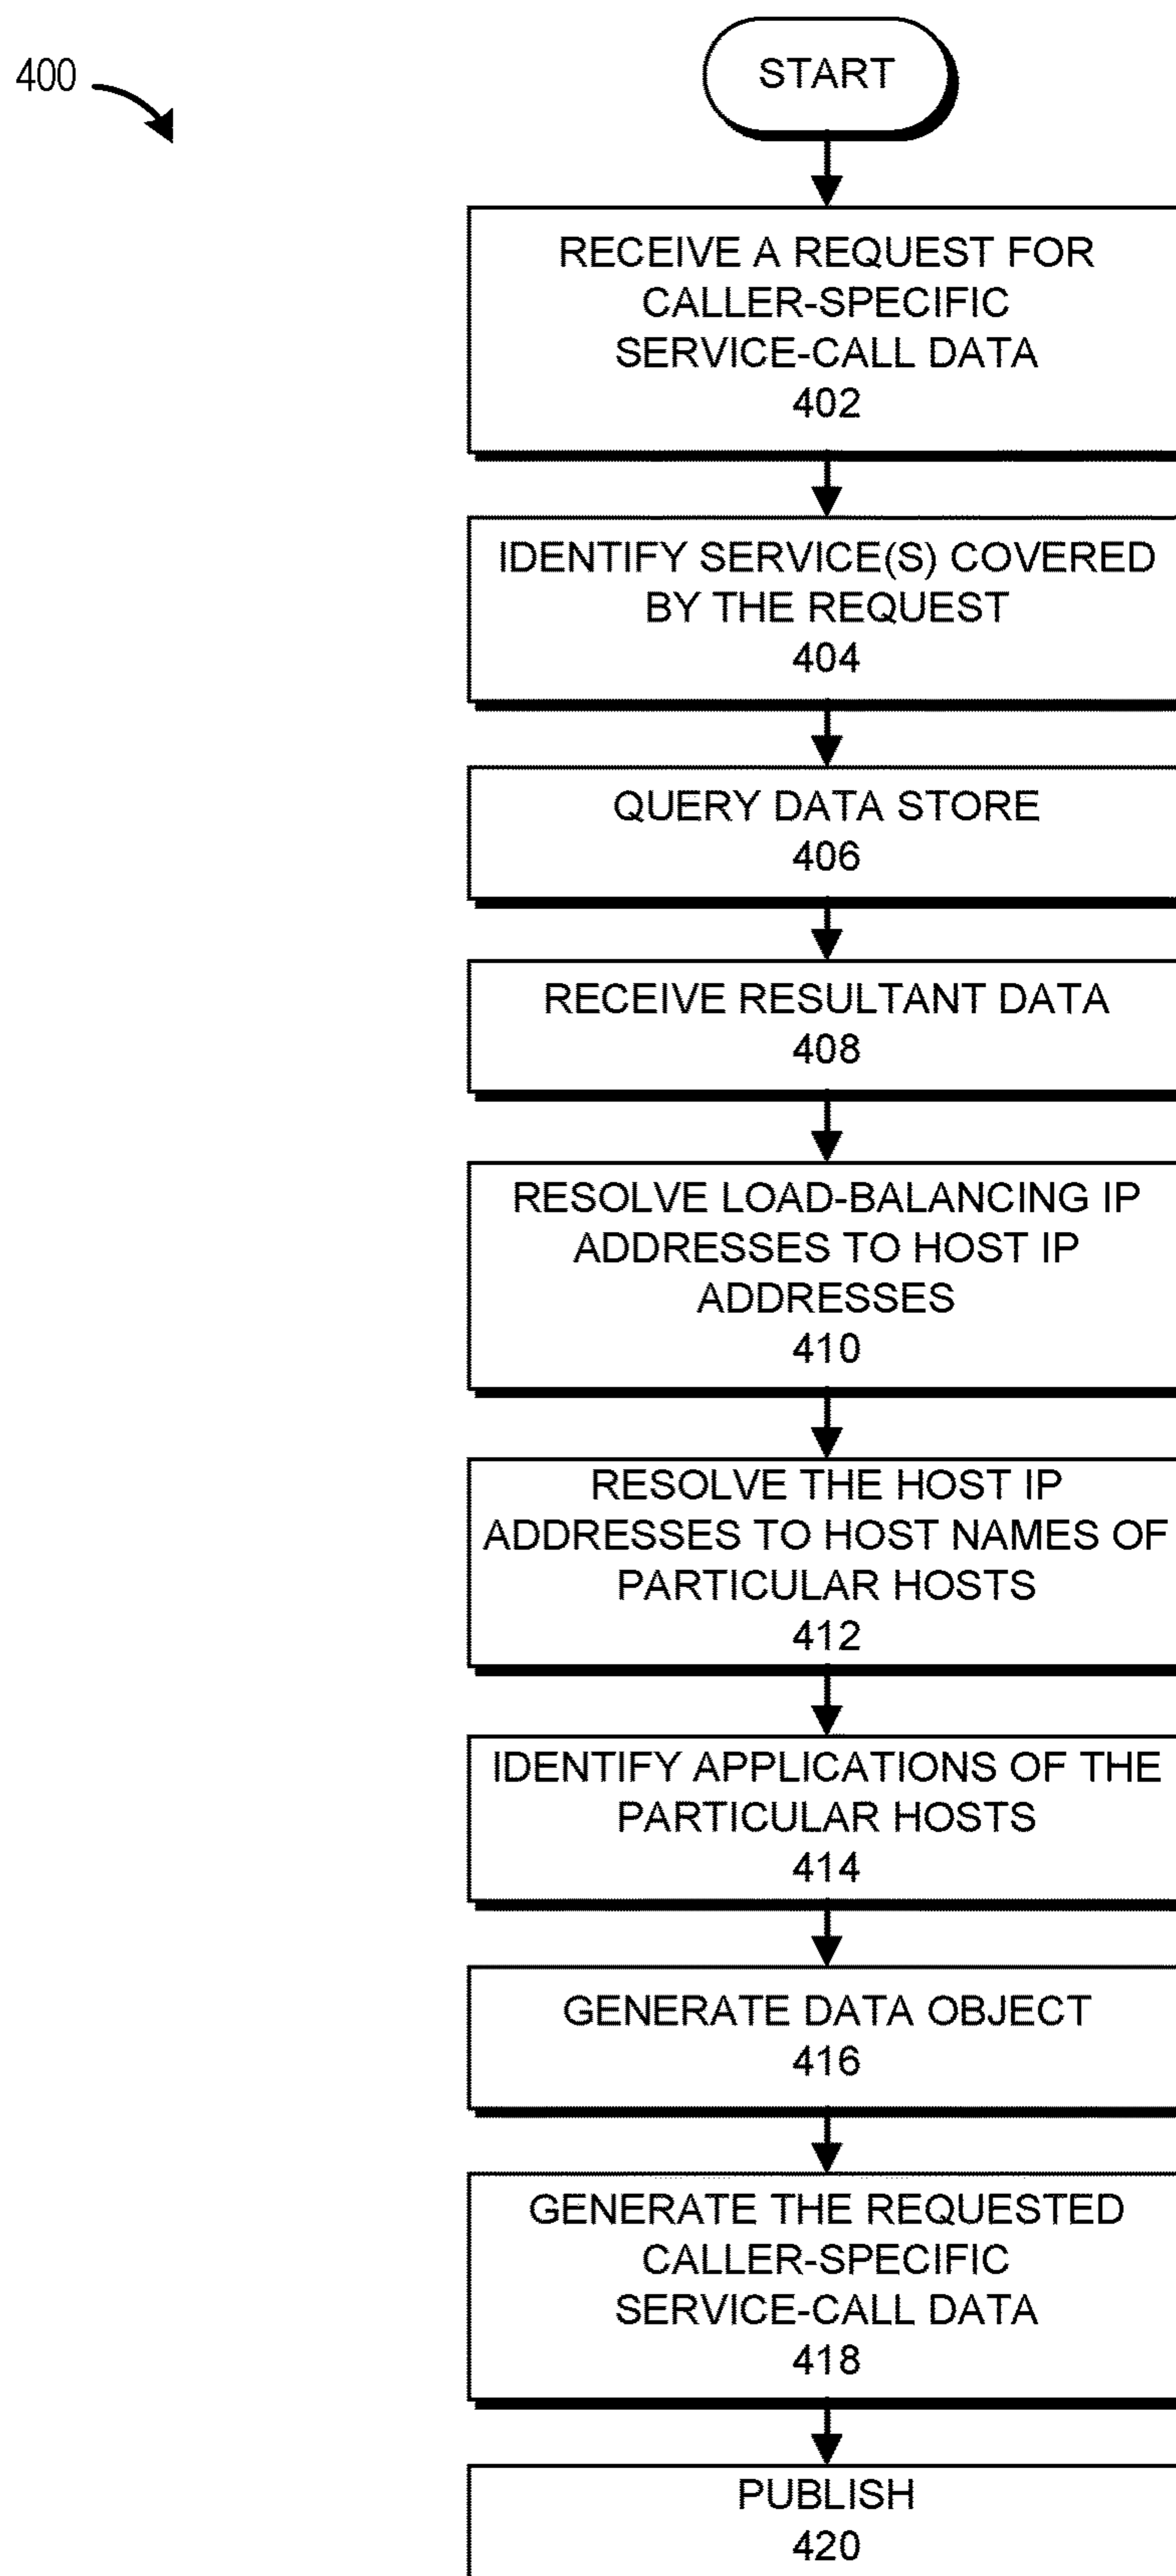 400
START
RECEIVE A REQUEST FOR
CALLER-SPECIFIC
SERVICE-CALL DATA
402
IDENTIFY SERVICE(S) COVERED
BY THE REQUEST
404
QUERY DATA STORE
406
RECEIVE RESULTANT DATA
408
RESOLVE LOAD-BALANCING IP
ADDRESSES TO HOST IP
ADDRESSES
410
RESOLVE THE HOST IP
ADDRESSES TO HOST NAMES OF
PARTICULAR HOSTS
412
IDENTIFY APPLICATIONS OF THE
PARTICULAR HOSTS
414
GENERATE DATA OBJECT
416
GENERATE THE REQUESTED
CALLER-SPECIFIC
SERVICE-CALL DATA
418
PUBLISH
420